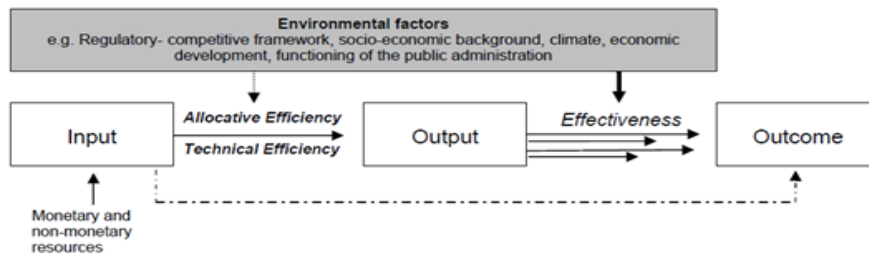 Environmental factors
e.g. Regulatory- competitive framework, socio-economic background, climate, economic
development, functioning of the public administration
Allocative Efficiency
Effectiveness
Input
Output
Outcome
Technical Efficiency
Monetary and
non-monetary
resources